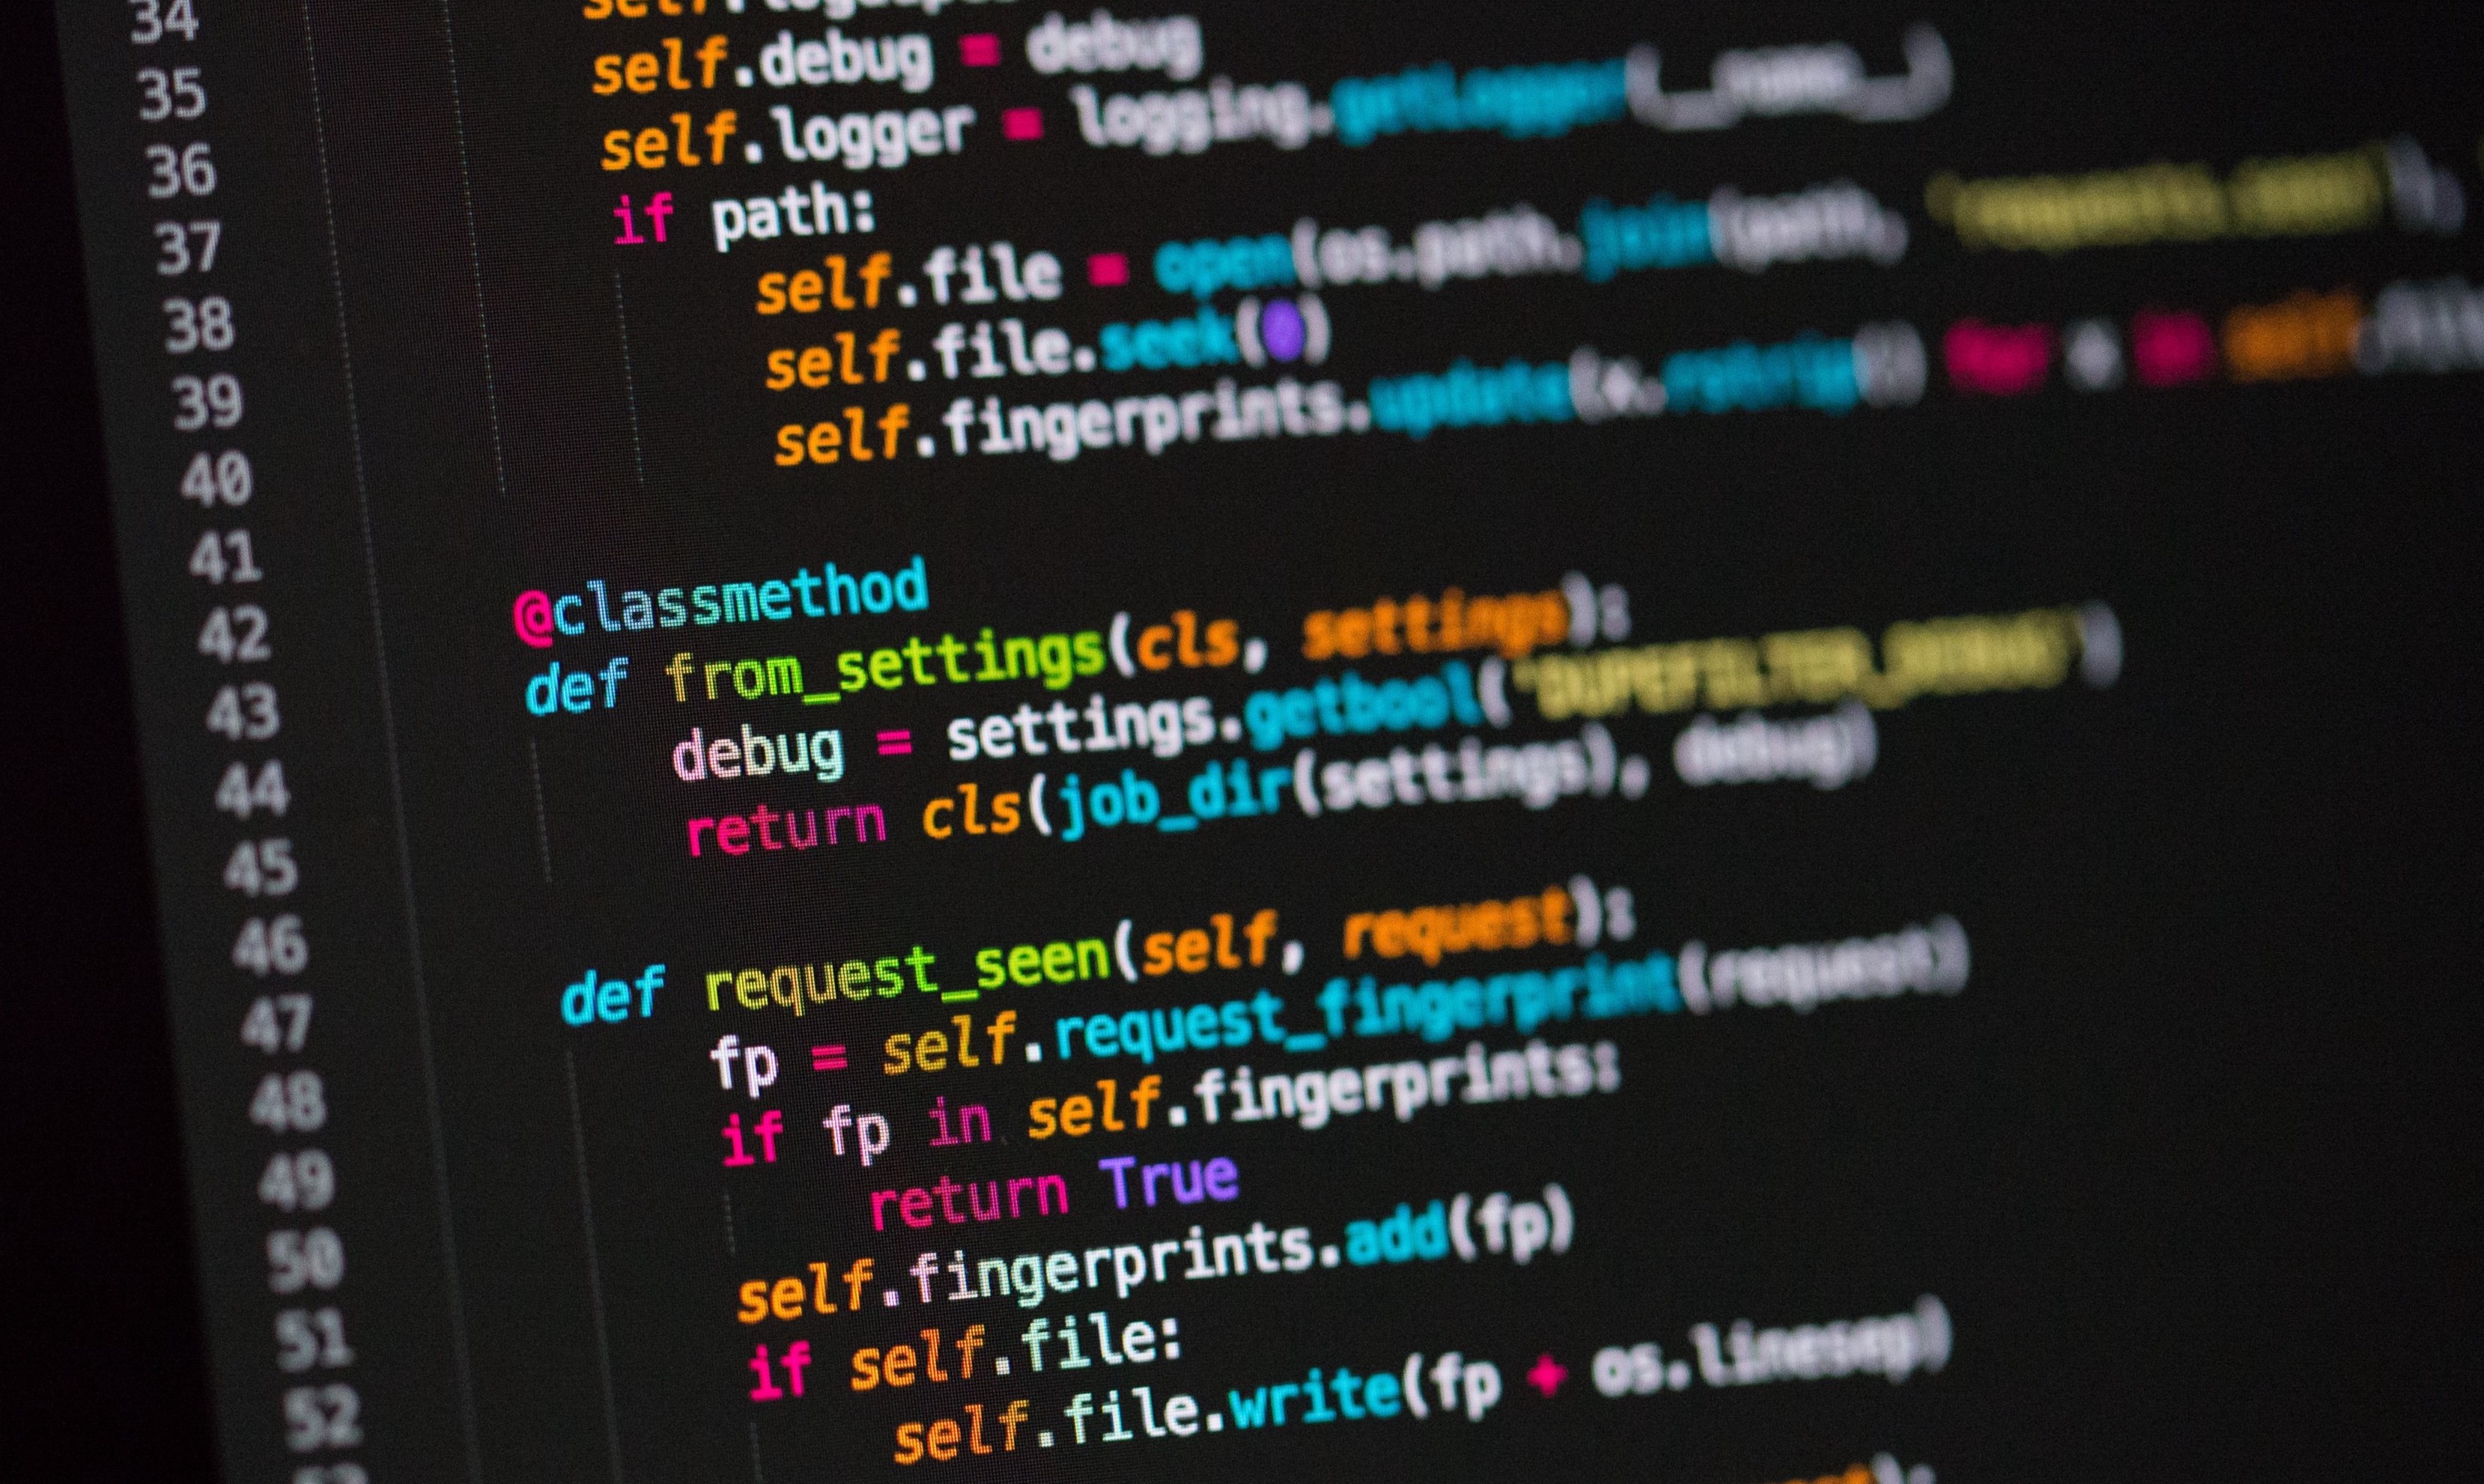 34 self.
35 self.debug = debug
36 self.logger = logging.getLogger(__name__)
37 if path:
38 self.file = open(os.path.join(path,
39 self.file.seek(0)
40 self.fingerprints.update(x.rstrip() for x in self.file
41
42 @classmethod
43 def from_settings(cls, settings):
44 debug = settings.getbool('DUPEFILTER_DEBUG')
45 return cls(job_dir(settings), debug)
46
47 def request_seen(self, request):
48 fp = self.request_fingerprint(request)
49 if fp in self.fingerprints:
50 return True
51 self.fingerprints.add(fp)
52 if self.file:
self.file.write(fp + os.linesep)